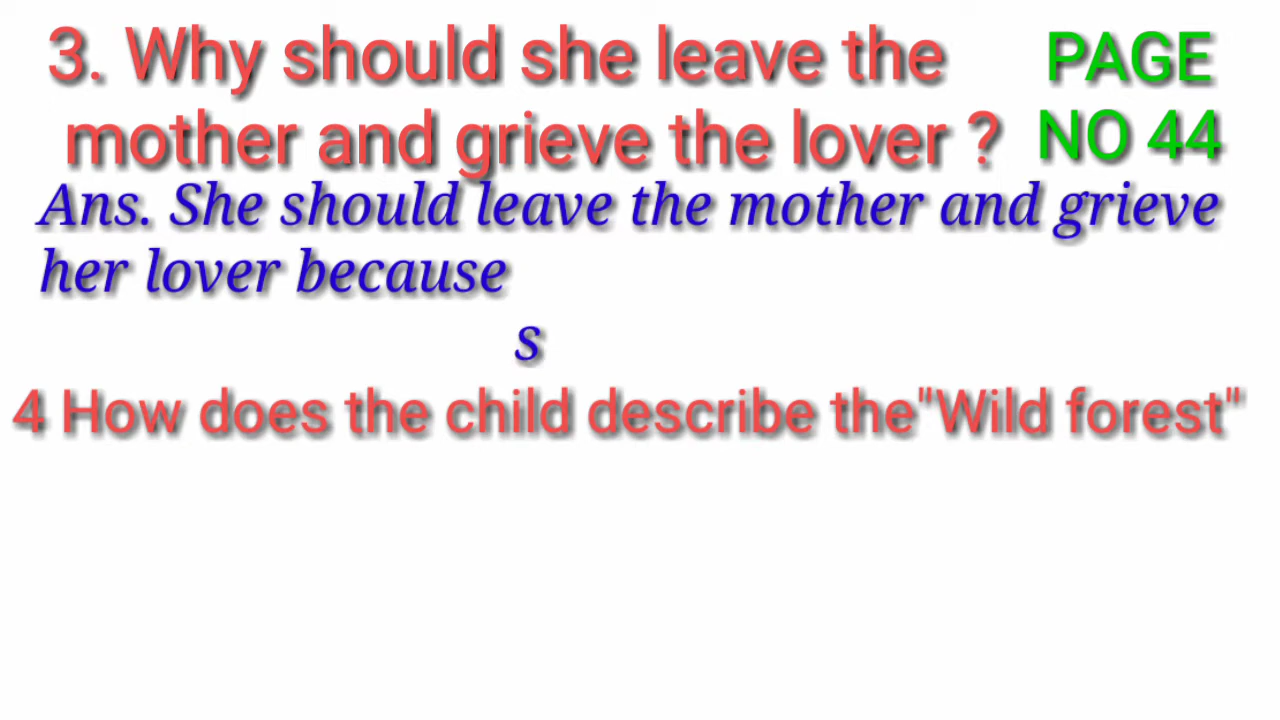 3. Why should she leave the
mother and grieve the lover ?
PAGE
NO 44
Ans. She should leave the mother and grieve
her lover because
s
4 How does the child describe the"Wild forest"